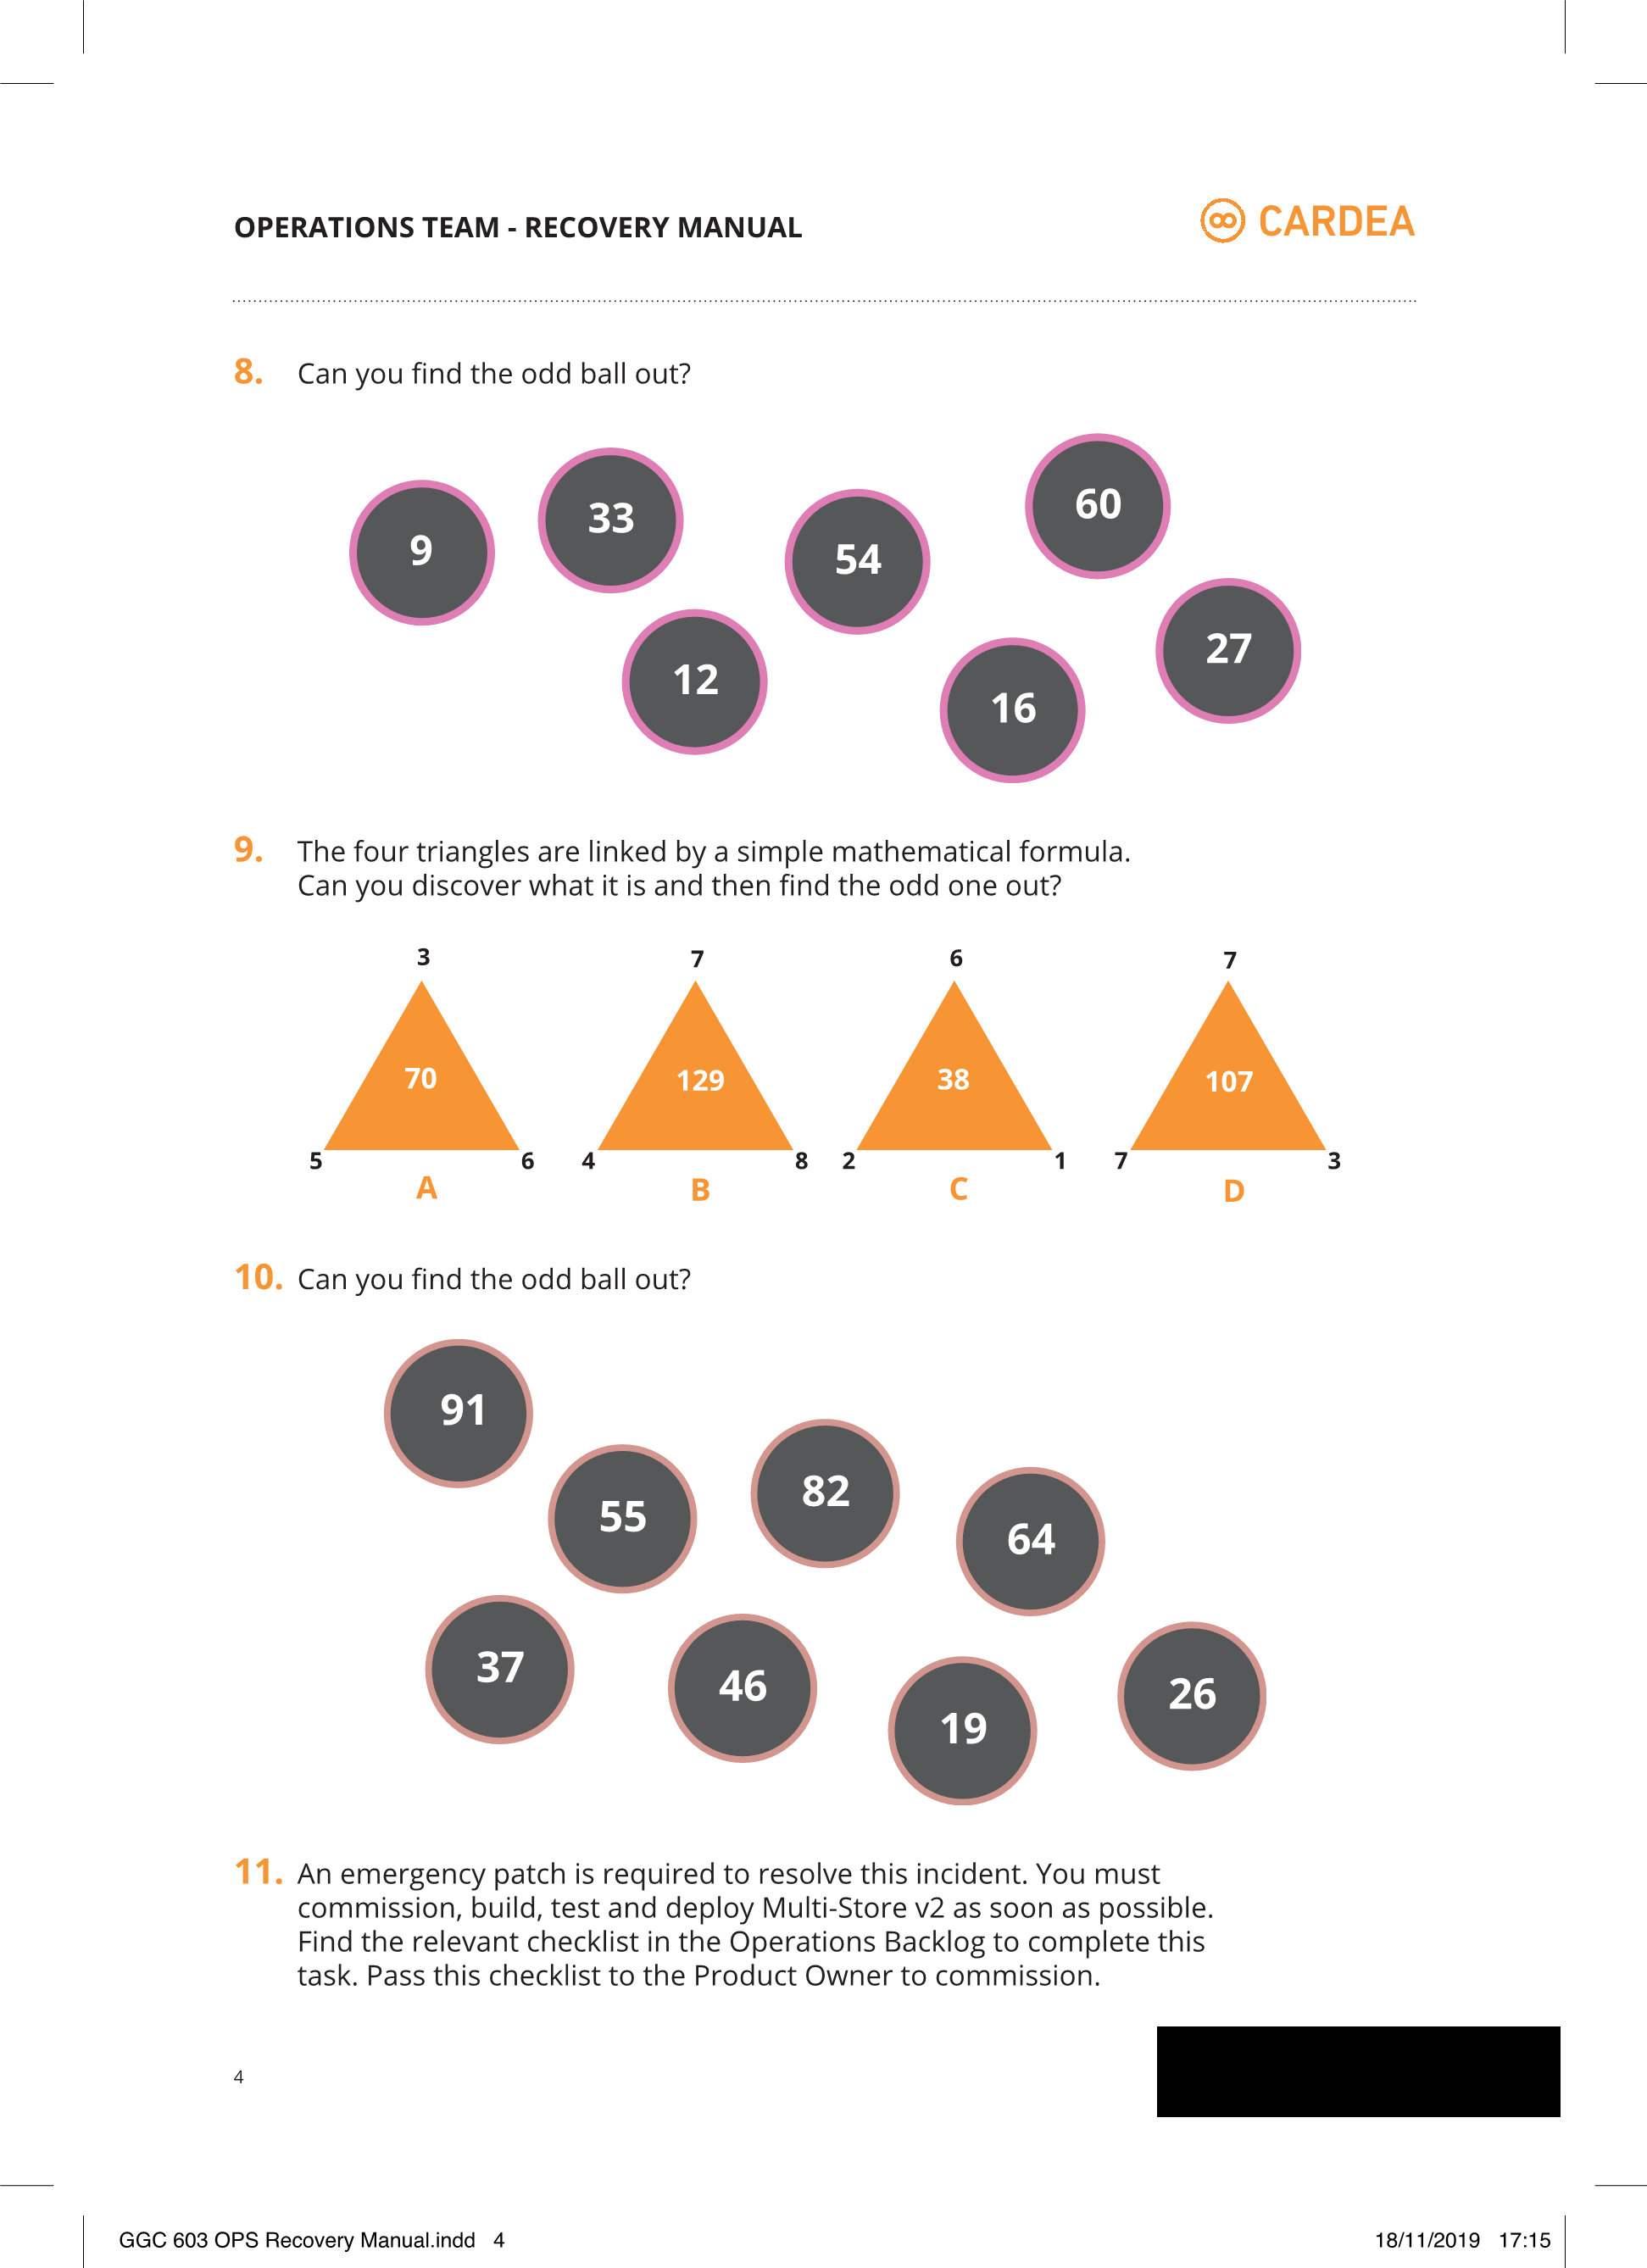 OPERATIONS TEAM - RECOVERY MANUAL
CARDEA
8. Can you find the odd ball out?
9
33
54
60
12
16
27
9. The four triangles are linked by a simple mathematical formula.
Can you discover what it is and then find the odd one out?
3 7 6 7
70 129 38 107
5 6 4 8 2 1 7 3
A B C D
10. Can you find the odd ball out?
91
55
82
64
37
46
19
26
11. An emergency patch is required to resolve this incident. You must
commission, build, test and deploy Multi-Store v2 as soon as possible.
Find the relevant checklist in the Operations Backlog to complete this
task. Pass this checklist to the Product Owner to commission.
4
GGC 603 OPS Recovery Manual.indd 4
18/11/2019 17:15